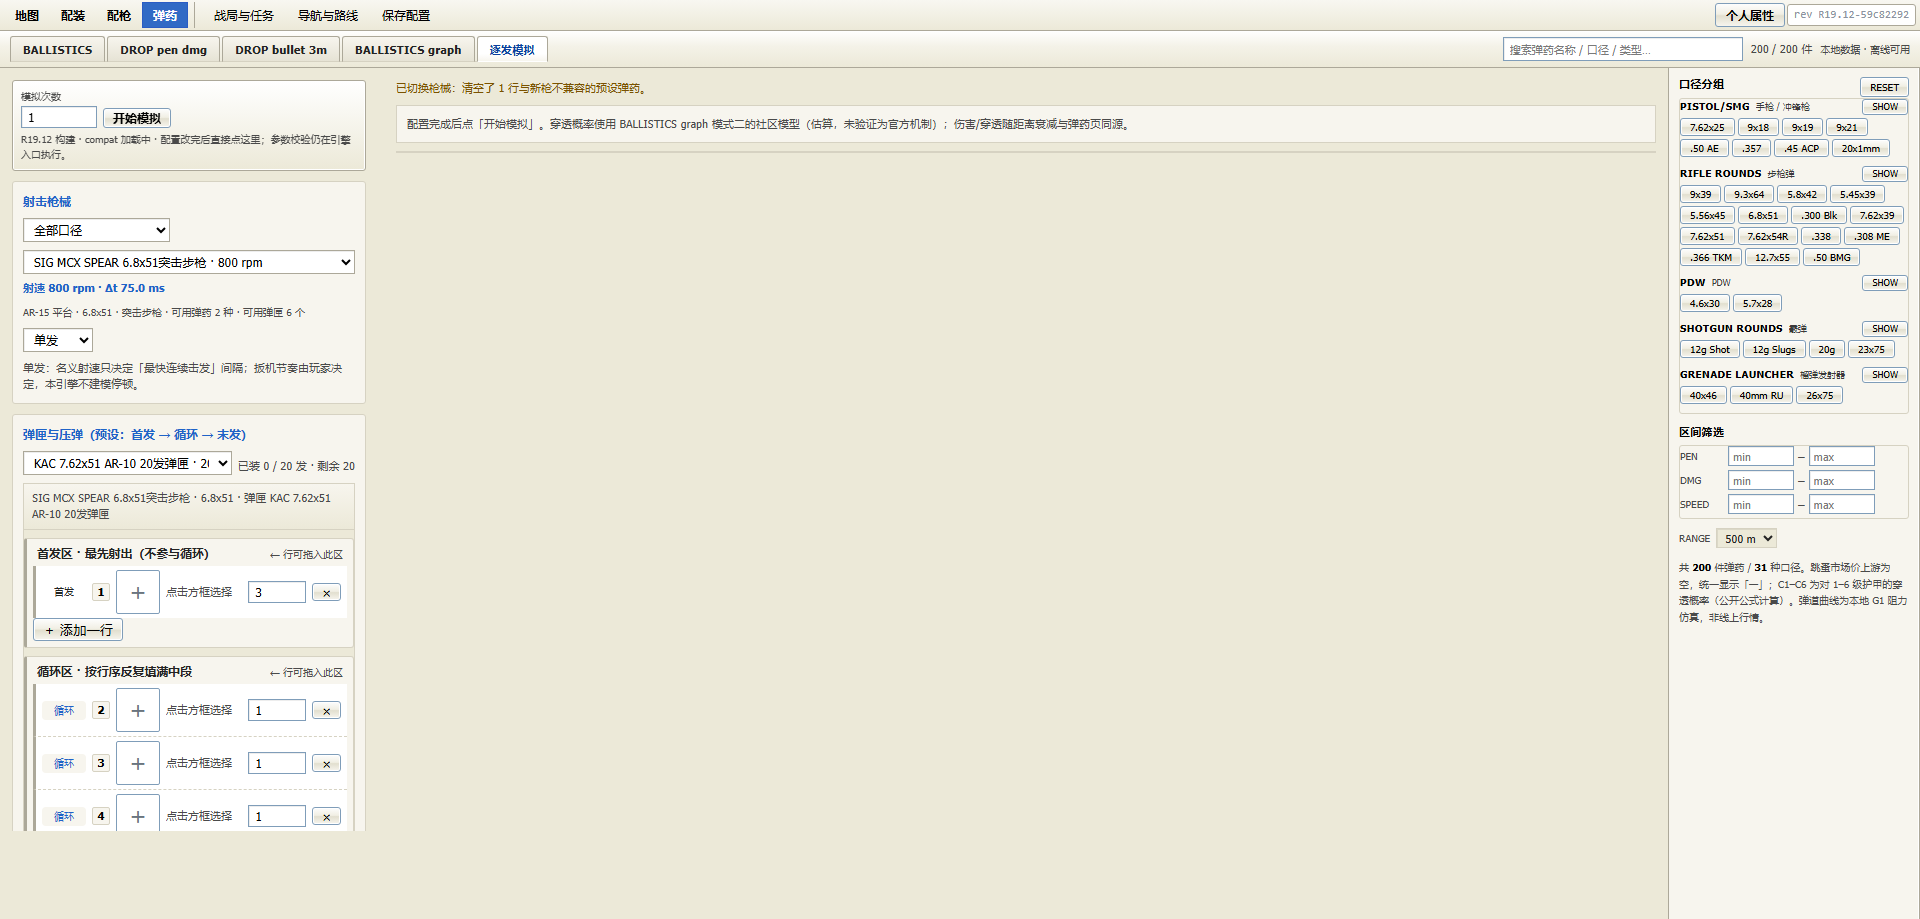 地图 配装 配枪 弹药 战局与任务 导航与路线 保存配置 个人属性 rev R19.12-59c82292
BALLISTICS DROP pen dmg DROP bullet 3m BALLISTICS graph 逐发模拟 搜索弹药名称 / 口径 / 类型... 200 / 200 件 本地数据 · 离线可用
模拟次数
1 开始模拟
R19.12 构建 · compat 加载中 · 配置改完后直接点这里；参数校验仍在引擎
入口执行。
射击枪械
全部口径
SIG MCX SPEAR 6.8x51突击步枪 · 800 rpm
射速 800 rpm · Δt 75.0 ms
AR-15 平台 · 6.8x51 · 突击步枪 · 可用弹药 2 种 · 可用弹匣 6 个
单发
单发：名义射速只决定「最快连续击发」间隔；扳机节奏由玩家决
定，本引擎不建模停顿。
弹匣与压弹（预设：首发 → 循环 → 末发）
KAC 7.62x51 AR-10 20发弹匣 · 2( 已装 0 / 20 发 · 剩余 20
SIG MCX SPEAR 6.8x51突击步枪 · 6.8x51 · 弹匣 KAC 7.62x51
AR-10 20发弹匣
首发区 · 最先射出（不参与循环） ← 行可拖入此区
首发 1 + 点击方框选择 3 ×
+ 添加一行
循环区 · 按行序反复填满中段 ← 行可拖入此区
循环 2 + 点击方框选择 1 ×
循环 3 + 点击方框选择 1 ×
循环 4 + 点击方框选择 1 ×
已切换枪械：清空了 1 行与新枪不兼容的预设弹药。
配置完成后点「开始模拟」。穿透概率使用 BALLISTICS graph 模式二的社区模型（估算，未验证为官方机制）；伤害/穿透随距离衰减与弹药页同源。
口径分组 RESET
PISTOL/SMG 手枪 / 冲锋枪 SHOW
7.62x25 9x18 9x19 9x21
.50 AE .357 .45 ACP 20x1mm
RIFLE ROUNDS 步枪弹 SHOW
9x39 9.3x64 5.8x42 5.45x39
5.56x45 6.8x51 .300 Blk 7.62x39
7.62x51 7.62x54R .338 .308 ME
.366 TKM 12.7x55 .50 BMG
PDW PDW SHOW
4.6x30 5.7x28
SHOTGUN ROUNDS 霰弹 SHOW
12g Shot 12g Slugs 20g 23x75
GRENADE LAUNCHER 榴弹发射器 SHOW
40x46 40mm RU 26x75
区间筛选
PEN min — max
DMG min — max
SPEED min — max
RANGE 500 m
共 200 件弹药 / 31 种口径。跳蚤市场价上游为
空，统一显示「—」；C1–C6 为对 1–6 级护甲的穿
透概率（公开公式计算）。弹道曲线为本地 G1 阻力
仿真，非线上行情。